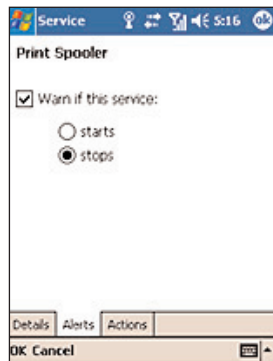 Service 5:16 ok
Print Spooler
Warn if this service:
starts
stops
Details Alerts Actions
OK Cancel